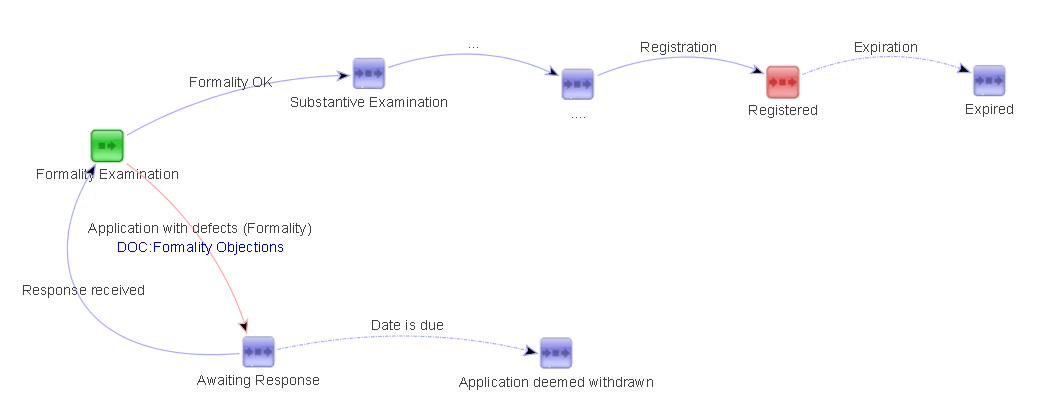 ...
Registration
Expiration
Formality OK
Substantive Examination
....
Registered
Expired
Formality Examination
Application with defects (Formality)
DOC:Formality Objections
Response received
Date is due
Awaiting Response
Application deemed withdrawn